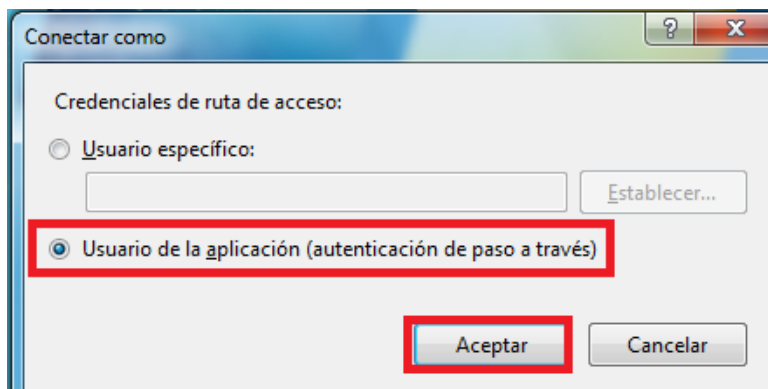 Conectar como
Credenciales de ruta de acceso:
Usuario específico:
Establecer...
Usuario de la aplicación (autenticación de paso a través)
Aceptar Cancelar